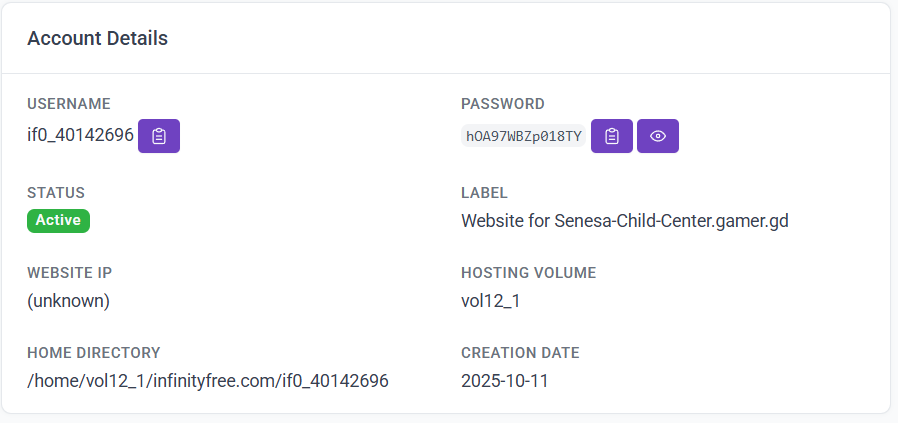 Account Details
USERNAME
if0_40142696
PASSWORD
hOA97WBZp018TY
STATUS
Active
LABEL
Website for Senesa-Child-Center.gamer.gd
WEBSITE IP
(unknown)
HOSTING VOLUME
vol12_1
HOME DIRECTORY
/home/vol12_1/infinityfree.com/if0_40142696
CREATION DATE
2025-10-11